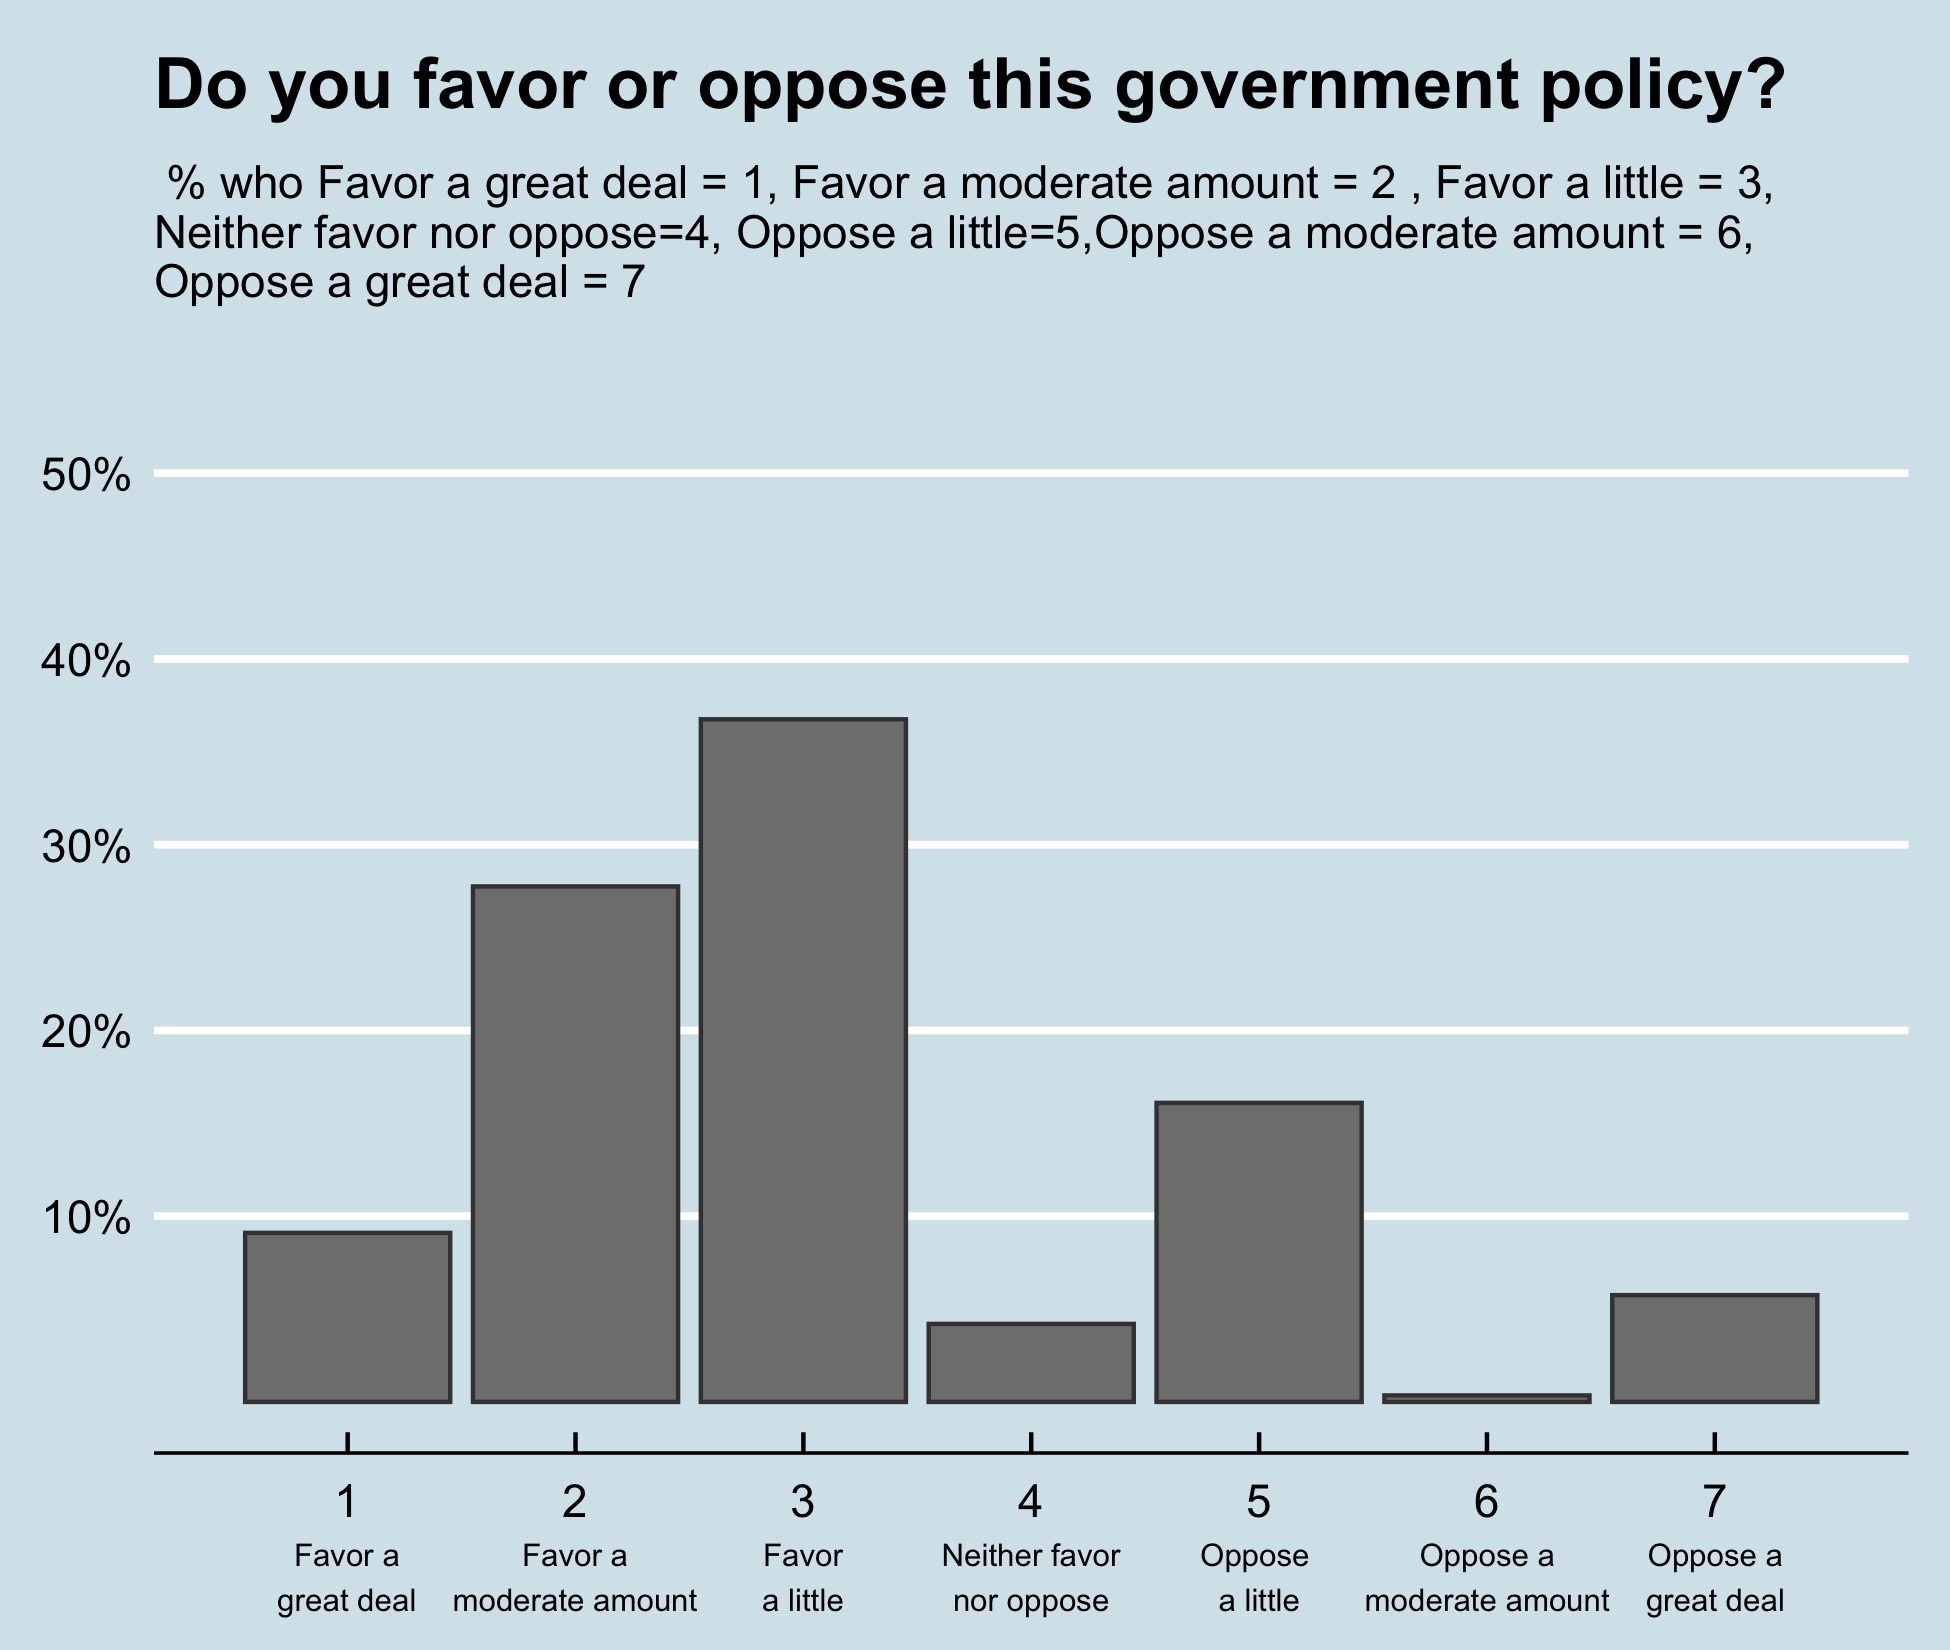 Do you favor or oppose this government policy?
% who Favor a great deal = 1, Favor a moderate amount = 2 , Favor a little = 3,
Neither favor nor oppose=4, Oppose a little=5,Oppose a moderate amount = 6,
Oppose a great deal = 7
50%
40%
30%
20%
10%
1 2 3 4 5 6 7
Favor a Favor a Favor Neither favor Oppose Oppose a Oppose a
great deal moderate amount a little nor oppose a little moderate amount great deal